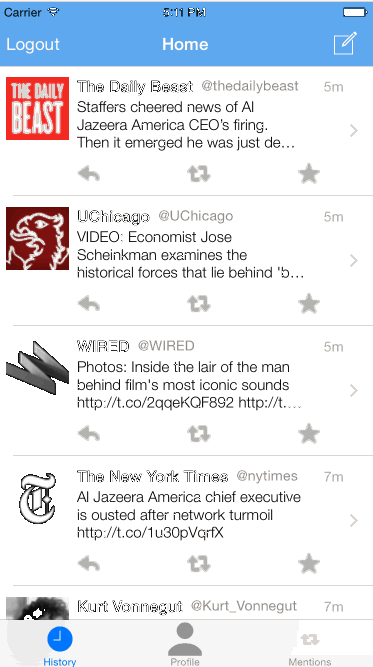 Carrier 5:11 PM
Logout Home
THE DAILY BEAST The Daily Beast @thedailybeast 5m
Staffers cheered news of Al
Jazeera America CEO's firing.
Then it emerged he was just de...
UChicago @UChicago 5m
VIDEO: Economist Jose
Scheinkman examines the
historical forces that lie behind 'b...
WIRED @WIRED 5m
Photos: Inside the lair of the man
behind film's most iconic sounds
http://t.co/2qqeKQF892 http://t....
The New York Times @nytimes 7m
Al Jazeera America chief executive
is ousted after network turmoil
http://t.co/1u30pVqrfX
Kurt Vonnegut @Kurt_Vonnegut 7m
History Profile Mentions